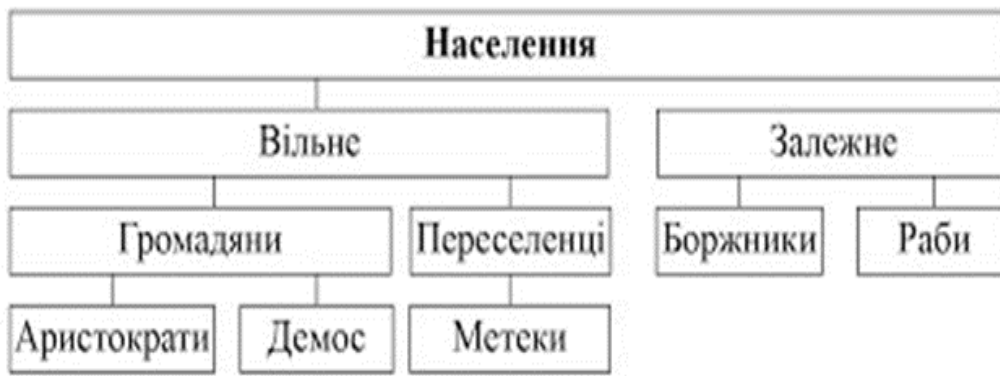 Населення
Вільне
Залежне
Громадяни
Переселенці
Боржники
Раби
Аристократи
Демос
Метеки